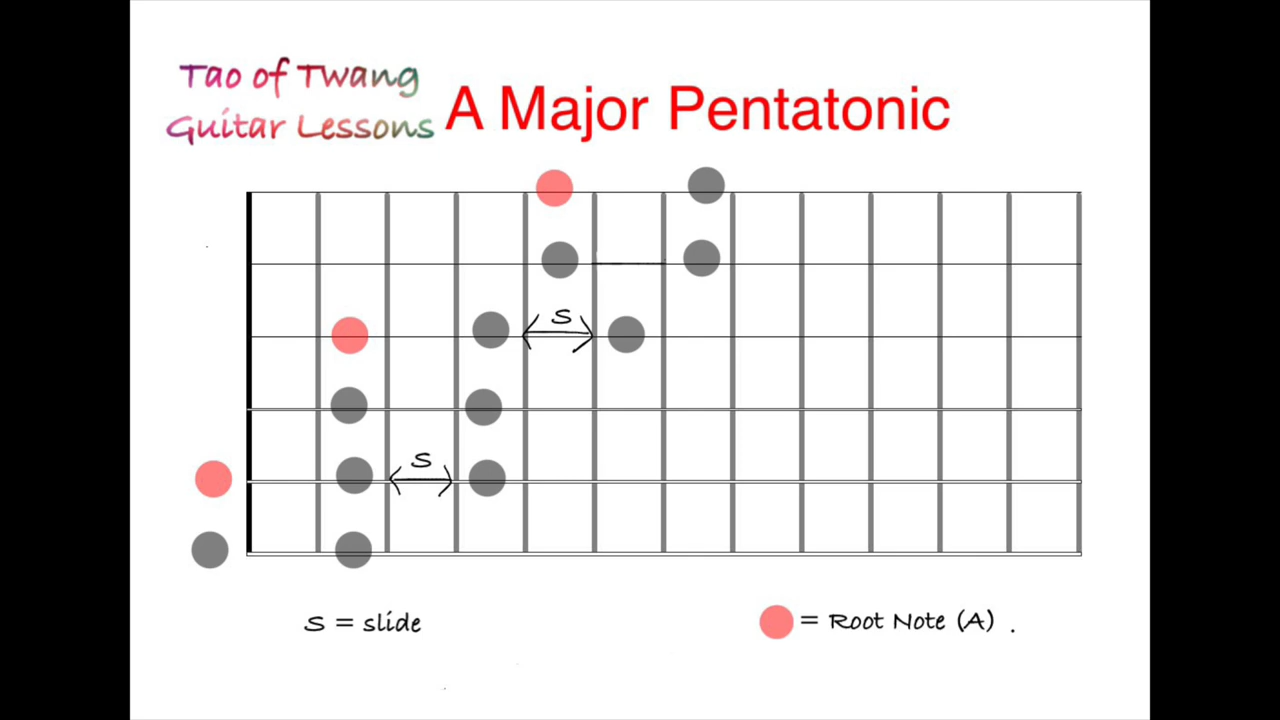 Tao of Twang
Guitar Lessons
A Major Pentatonic
S
S
S = slide
= Root Note (A) .